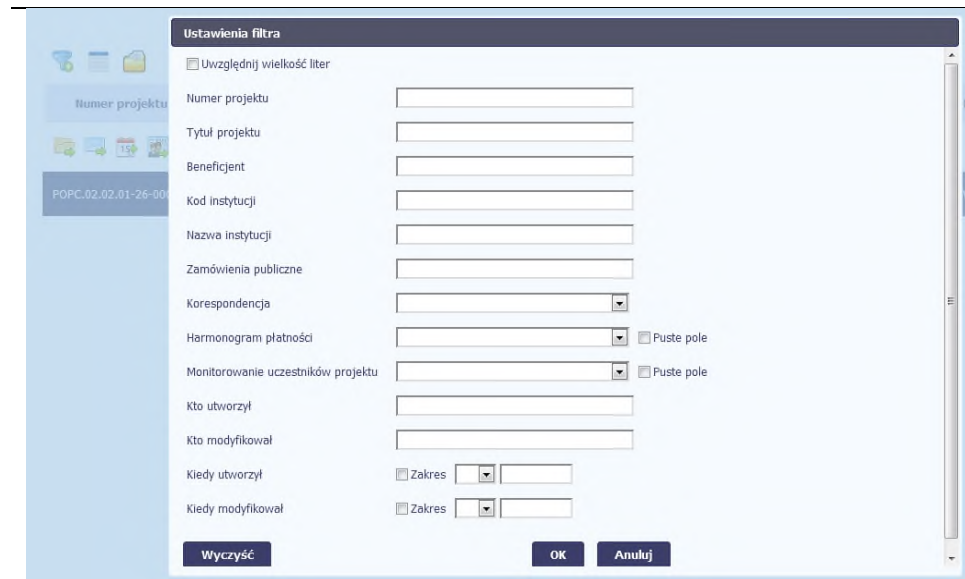 Ustawienia filtra
Uwzględnij wielkość liter
Numer projektu
Numer projektu
Tytuł projektu
15
Beneficjent
POPC.02.02.01-26-00
Kod instytucji
Nazwa instytucji
Zamówienia publiczne
Korespondencja
Harmonogram płatności Puste pole
Monitorowanie uczestników projektu Puste pole
Kto utworzył
Kto modyfikował
Kiedy utworzył Zakres
Kiedy modyfikował Zakres
Wyczyść OK Anuluj